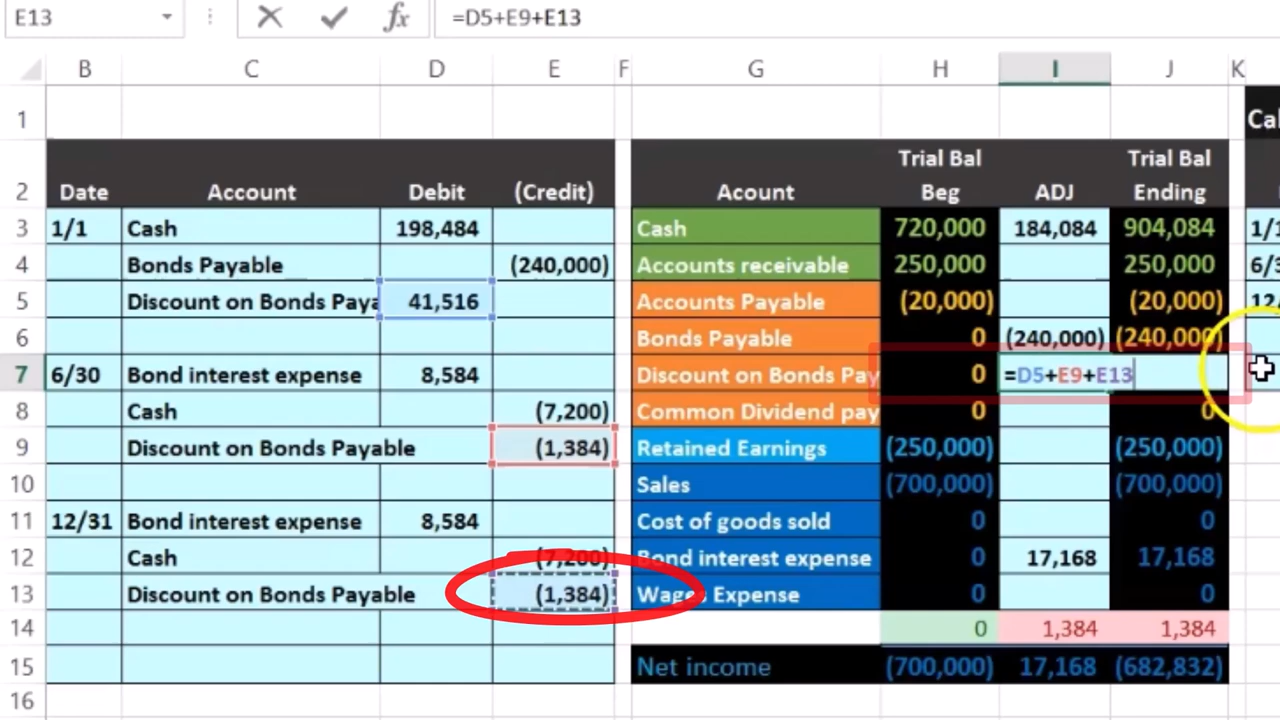 E13 fx =D5+E9+E13
B C D E F G H I J K
1
Trial Bal Trial Bal
2 Date Account Debit (Credit) Acount Beg ADJ Ending
3 1/1 Cash 198,484 Cash 720,000 184,084 904,084
4 Bonds Payable (240,000) Accounts receivable 250,000 250,000
5 Discount on Bonds Paya 41,516 Accounts Payable (20,000) (20,000)
6 Bonds Payable 0 (240,000) (240,000)
7 6/30 Bond interest expense 8,584 Discount on Bonds Pay 0 =D5+E9+E13
8 Cash (7,200) Common Dividend pay 0 0
9 Discount on Bonds Payable (1,384) Retained Earnings (250,000) (250,000)
10 Sales (700,000) (700,000)
11 12/31 Bond interest expense 8,584 Cost of goods sold 0 0
12 Cash (7,200) Bond interest expense 0 17,168 17,168
13 Discount on Bonds Payable (1,384) Wages Expense 0 0
14 0 1,384 1,384
15 Net income (700,000) 17,168 (682,832)
16